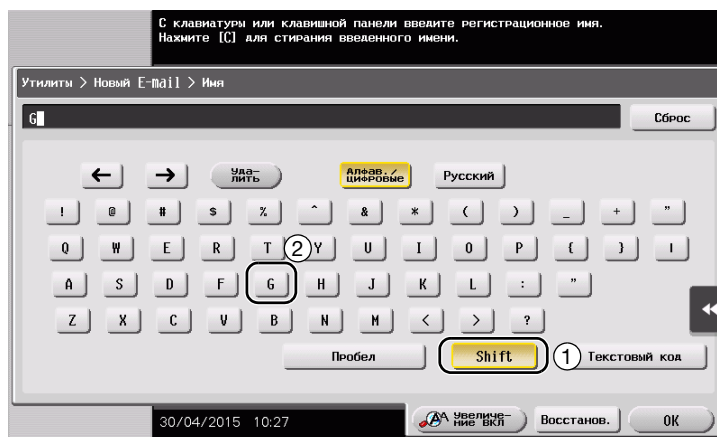 С клавиатуры или клавишной панели введите регистрационное имя.
Нажмите [C] для стирания введенного имени.
Утилиты > Новый E-mail > Имя
G
Сброс
← → Уда-
лить
Алфав./
цифровые
Русский
! @ # $ % ^ & * ( ) _ + "
Q W E R T ② Y U I O P { } |
A S D F G H J K L : "
Z X C V B N M < > ?
Пробел Shift ① Текстовый код
30/04/2015 10:27
Увеличе-
ние ВКЛ
Восстанов.
OK